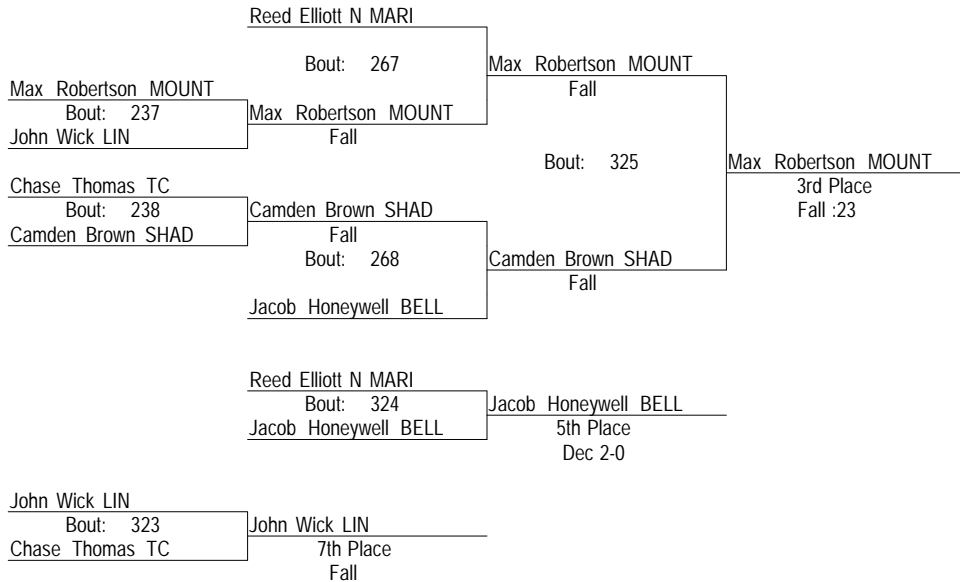 Reed Elliott N MARI
Bout: 267
Max Robertson MOUNT
Fall
Max Robertson MOUNT
Bout: 237
Max Robertson MOUNT
John Wick LIN
Fall
Bout: 325
Max Robertson MOUNT
3rd Place
Fall :23
Chase Thomas TC
Bout: 238
Camden Brown SHAD
Camden Brown SHAD
Fall
Bout: 268
Camden Brown SHAD
Fall
Jacob Honeywell BELL
Reed Elliott N MARI
Bout: 324
Jacob Honeywell BELL
Jacob Honeywell BELL
5th Place
Dec 2-0
John Wick LIN
Bout: 323
John Wick LIN
Chase Thomas TC
7th Place
Fall